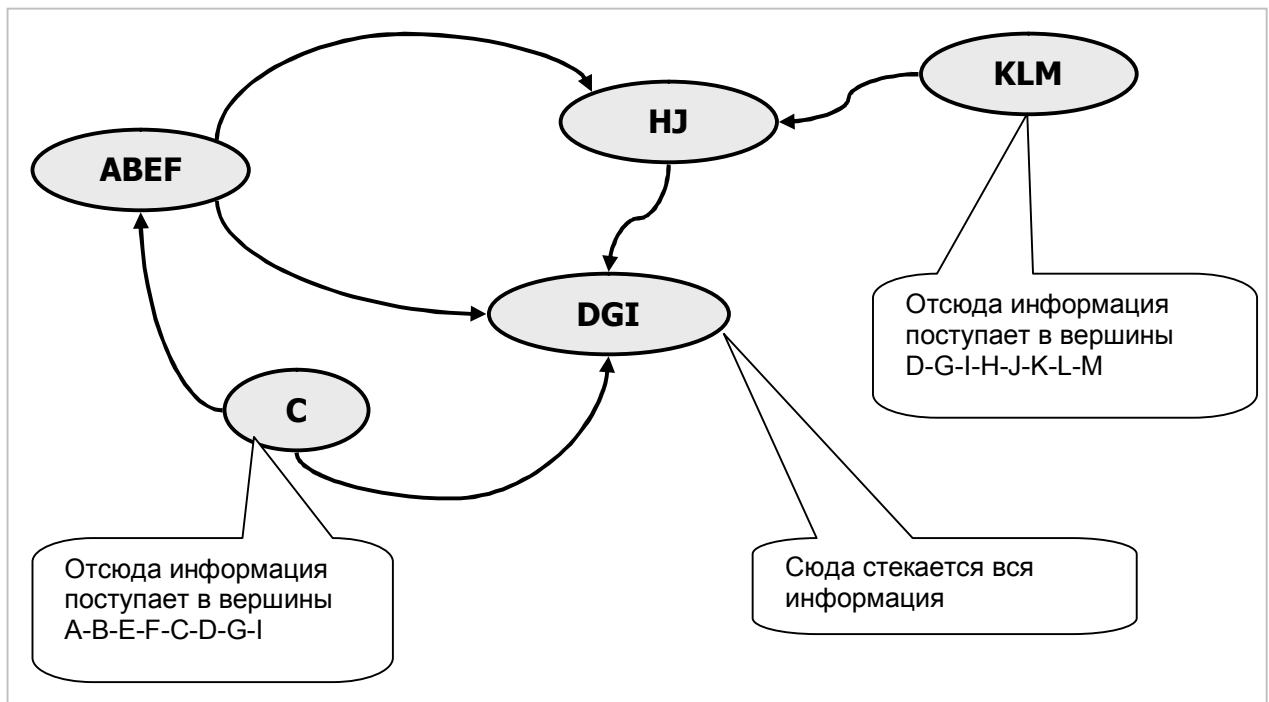 KLM
HJ
ABEF
DGI
C
Отсюда информация
поступает в вершины
D-G-I-H-J-K-L-M
Отсюда информация
поступает в вершины
A-B-E-F-C-D-G-I
Сюда стекается вся
информация